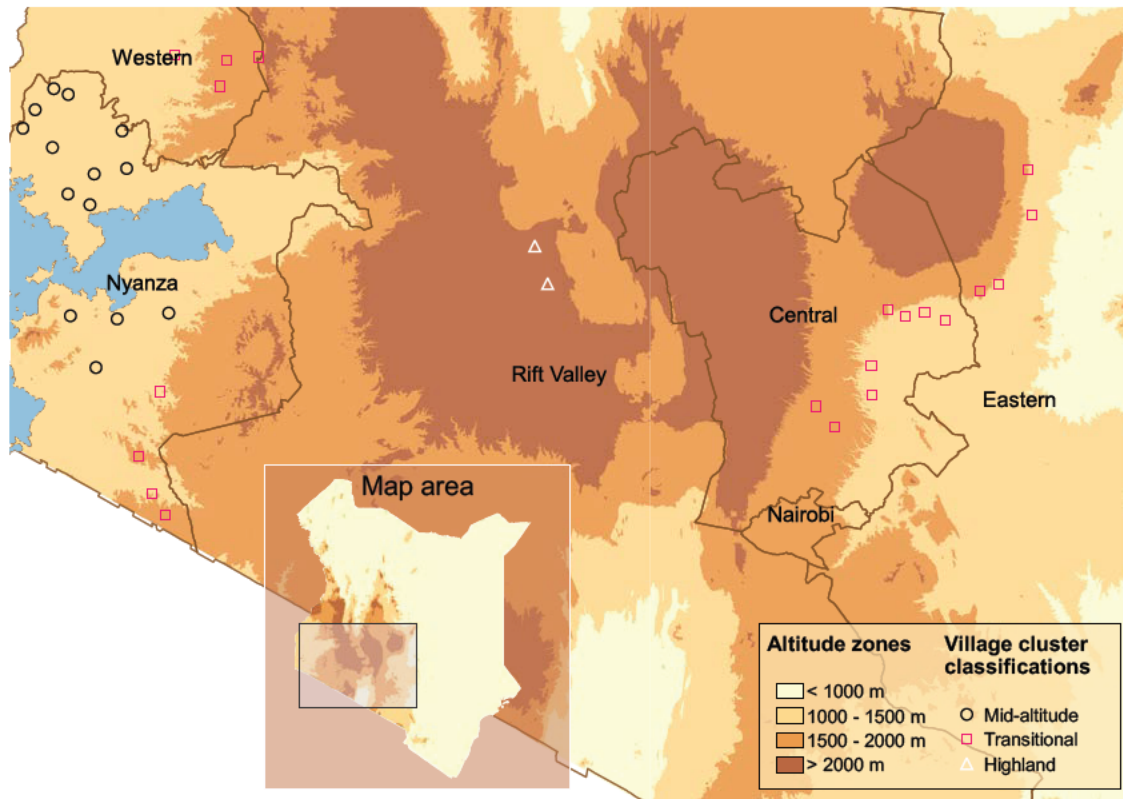 Western
Nyanza
Central
Rift Valley
Eastern
Map area
Nairobi
Altitude zones
< 1000 m
1000 - 1500 m
1500 - 2000 m
> 2000 m
Village cluster
classifications
Mid-altitude
Transitional
Highland